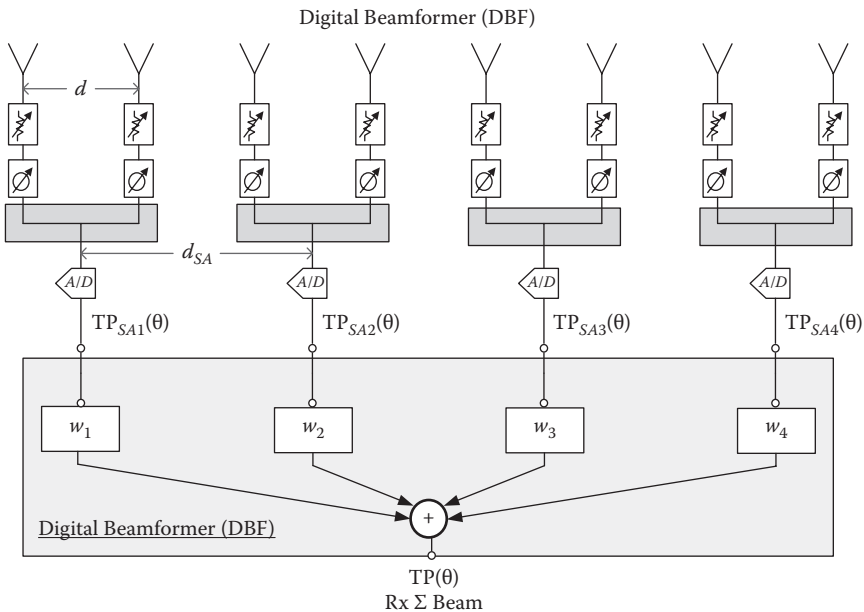 Digital Beamformer (DBF)
d
d_SA
A/D A/D A/D A/D
TP_SA1(θ) TP_SA2(θ) TP_SA3(θ) TP_SA4(θ)
w_1 w_2 w_3 w_4
+
Digital Beamformer (DBF)
TP(θ)
Rx Σ Beam